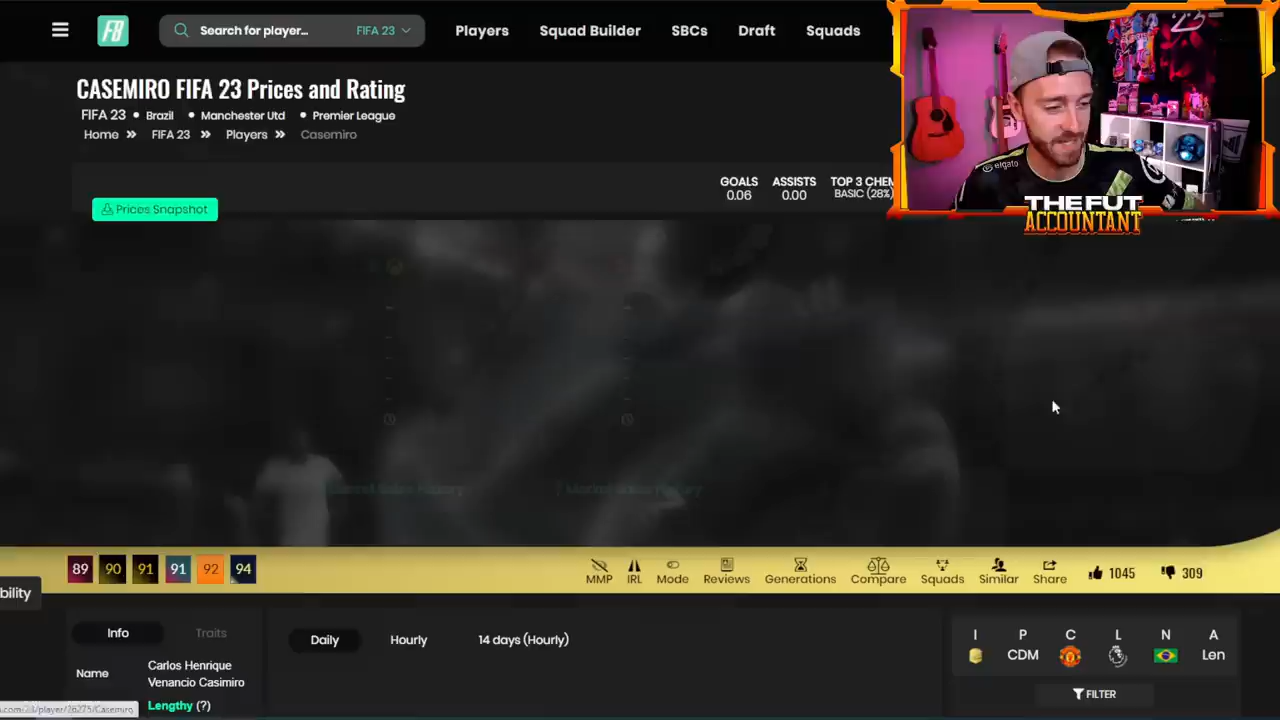 FB
Search for player...
FIFA 23
Players
Squad Builder
SBCs
Draft
Squads
23
elgato
THE FUT
ACCOUNTANT
CASEMIRO FIFA 23 Prices and Rating
FIFA 23 • Brazil • Manchester Utd • Premier League
Home » FIFA 23 » Players » Casemiro
GOALS
0.06
ASSISTS
0.00
TOP 3 CHEM
BASIC (28%)
Prices Snapshot
89 90 91 91 92 94
MMP
IRL
Mode
Reviews
Generations
Compare
Squads
Similar
Share
1045
309
bility
Info
Traits
Name
Carlos Henrique
Venancio Casimiro
Lengthy (?)
Daily
Hourly
14 days (Hourly)
I P C L N A
CDM
Len
FILTER